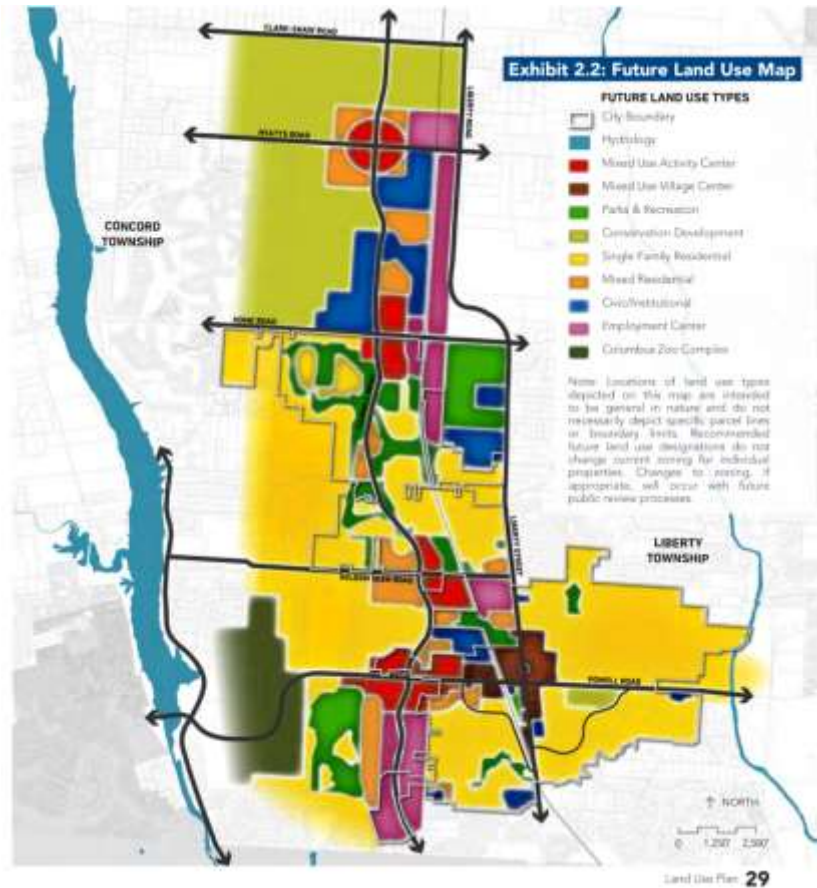 CLARK-SHAW ROAD
Exhibit 2.2: Future Land Use Map
FUTURE LAND USE TYPES
City Boundary
Hydrology
Mixed Use Activity Center
Mixed Use Village Center
Parks & Recreation
Conservation Development
Single Family Residential
Mixed Residential
Civic/Institutional
Employment Center
Columbus Zoo Complex
LIBERTY ROAD
HYATTS ROAD
CONCORD
TOWNSHIP
HOME ROAD
Note: Locations of land use types
depicted on this map are intended
to be general in nature and do not
necessarily depict specific parcel lines
or boundary limits. Recommended
future land use designations do not
change current zoning for individual
properties. Changes to zoning, if
appropriate, will occur with future
public review processes.
LIBERTY STREET
LIBERTY
TOWNSHIP
SELDOM SEEN ROAD
POWELL ROAD
NORTH
0 1,250' 2,500'
Land Use Plan 29